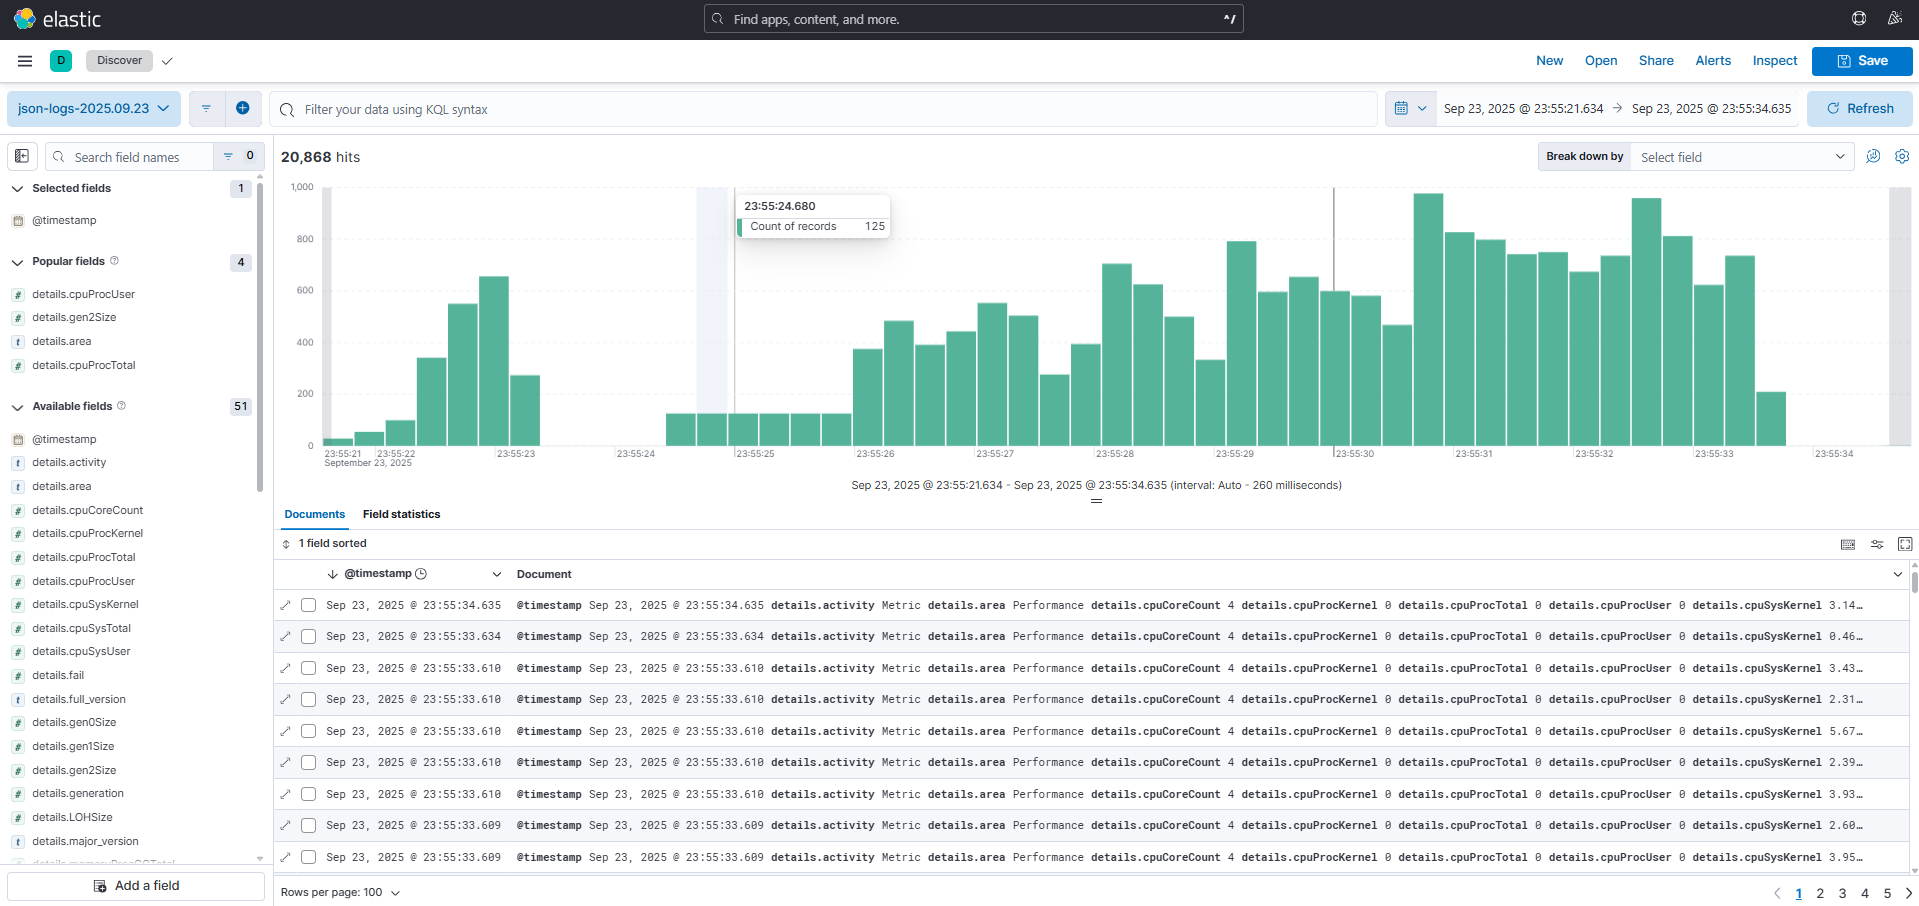 elastic
Find apps, content, and more.
^/
D
Discover
New
Open
Share
Alerts
Inspect
Save
json-logs-2025.09.23
Filter your data using KQL syntax
Sep 23, 2025 @ 23:55:21.634 → Sep 23, 2025 @ 23:55:34.635
Refresh
Search field names
0
Selected fields
1
@timestamp
Popular fields
4
# details.cpuProcUser
# details.gen2Size
t details.area
# details.cpuProcTotal
Available fields
51
@timestamp
t details.activity
t details.area
# details.cpuCoreCount
# details.cpuProcKernel
# details.cpuProcTotal
# details.cpuProcUser
# details.cpuSysKernel
# details.cpuSysTotal
# details.cpuSysUser
# details.fail
t details.full_version
# details.gen0Size
# details.gen1Size
# details.gen2Size
# details.generation
# details.LOHSize
t details.major_version
Add a field
20,868 hits
Break down by
Select field
1,000
800
600
400
200
0
23:55:24.680
Count of records 125
23:55:21
September 23, 2025
23:55:22
23:55:23
23:55:24
23:55:25
23:55:26
23:55:27
23:55:28
23:55:29
23:55:30
23:55:31
23:55:32
23:55:33
23:55:34
Sep 23, 2025 @ 23:55:21.634 - Sep 23, 2025 @ 23:55:34.635 (interval: Auto - 260 milliseconds)
Documents
Field statistics
1 field sorted
@timestamp
Document
Sep 23, 2025 @ 23:55:34.635 @timestamp Sep 23, 2025 @ 23:55:34.635 details.activity Metric details.area Performance details.cpuCoreCount 4 details.cpuProcKernel 0 details.cpuProcTotal 0 details.cpuProcUser 0 details.cpuSysKernel 3.14…
Sep 23, 2025 @ 23:55:33.634 @timestamp Sep 23, 2025 @ 23:55:33.634 details.activity Metric details.area Performance details.cpuCoreCount 4 details.cpuProcKernel 0 details.cpuProcTotal 0 details.cpuProcUser 0 details.cpuSysKernel 0.46…
Sep 23, 2025 @ 23:55:33.610 @timestamp Sep 23, 2025 @ 23:55:33.610 details.activity Metric details.area Performance details.cpuCoreCount 4 details.cpuProcKernel 0 details.cpuProcTotal 0 details.cpuProcUser 0 details.cpuSysKernel 3.43…
Sep 23, 2025 @ 23:55:33.610 @timestamp Sep 23, 2025 @ 23:55:33.610 details.activity Metric details.area Performance details.cpuCoreCount 4 details.cpuProcKernel 0 details.cpuProcTotal 0 details.cpuProcUser 0 details.cpuSysKernel 2.31…
Sep 23, 2025 @ 23:55:33.610 @timestamp Sep 23, 2025 @ 23:55:33.610 details.activity Metric details.area Performance details.cpuCoreCount 4 details.cpuProcKernel 0 details.cpuProcTotal 0 details.cpuProcUser 0 details.cpuSysKernel 5.67…
Sep 23, 2025 @ 23:55:33.610 @timestamp Sep 23, 2025 @ 23:55:33.610 details.activity Metric details.area Performance details.cpuCoreCount 4 details.cpuProcKernel 0 details.cpuProcTotal 0 details.cpuProcUser 0 details.cpuSysKernel 2.39…
Sep 23, 2025 @ 23:55:33.610 @timestamp Sep 23, 2025 @ 23:55:33.610 details.activity Metric details.area Performance details.cpuCoreCount 4 details.cpuProcKernel 0 details.cpuProcTotal 0 details.cpuProcUser 0 details.cpuSysKernel 3.93…
Sep 23, 2025 @ 23:55:33.609 @timestamp Sep 23, 2025 @ 23:55:33.609 details.activity Metric details.area Performance details.cpuCoreCount 4 details.cpuProcKernel 0 details.cpuProcTotal 0 details.cpuProcUser 0 details.cpuSysKernel 2.60…
Sep 23, 2025 @ 23:55:33.609 @timestamp Sep 23, 2025 @ 23:55:33.609 details.activity Metric details.area Performance details.cpuCoreCount 4 details.cpuProcKernel 0 details.cpuProcTotal 0 details.cpuProcUser 0 details.cpuSysKernel 3.95…
Rows per page: 100
1 2 3 4 5